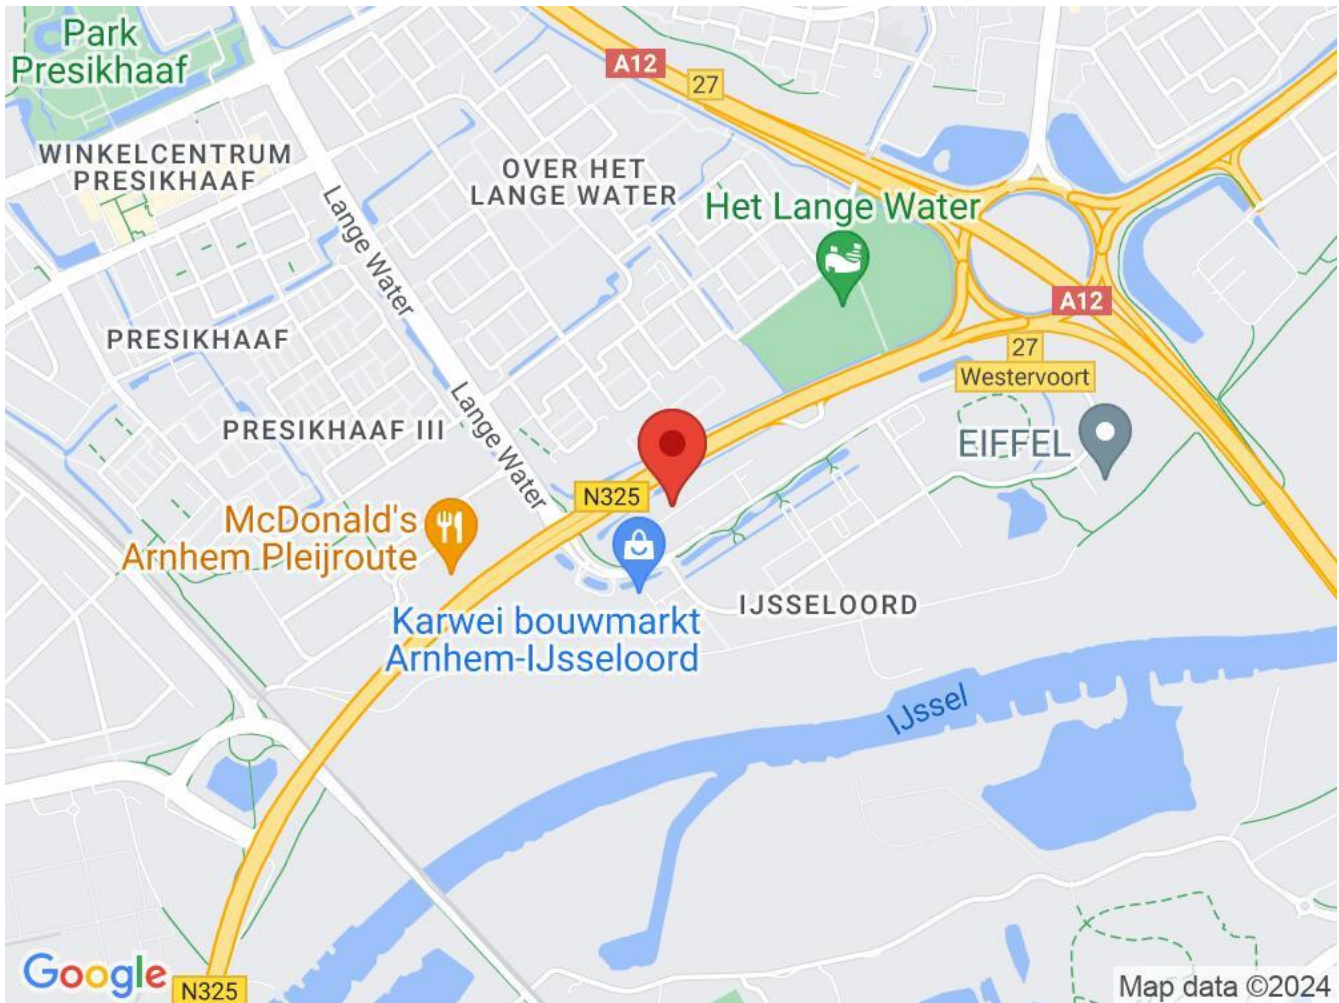 Park
Presikhaaf
A12
27
WINKELCENTRUM
PRESIKHAAF
OVER HET
LANGE WATER
Lange Water
Het Lange Water
A12
PRESIKHAAF
27
Westervoort
Lange Water
PRESIKHAAF III
EIFFEL
N325
McDonald's
Arnhem Pleijroute
Karwei bouwmarkt
Arnhem-IJsseloord
IJSSELOORD
IJssel
Google
N325
Map data ©2024